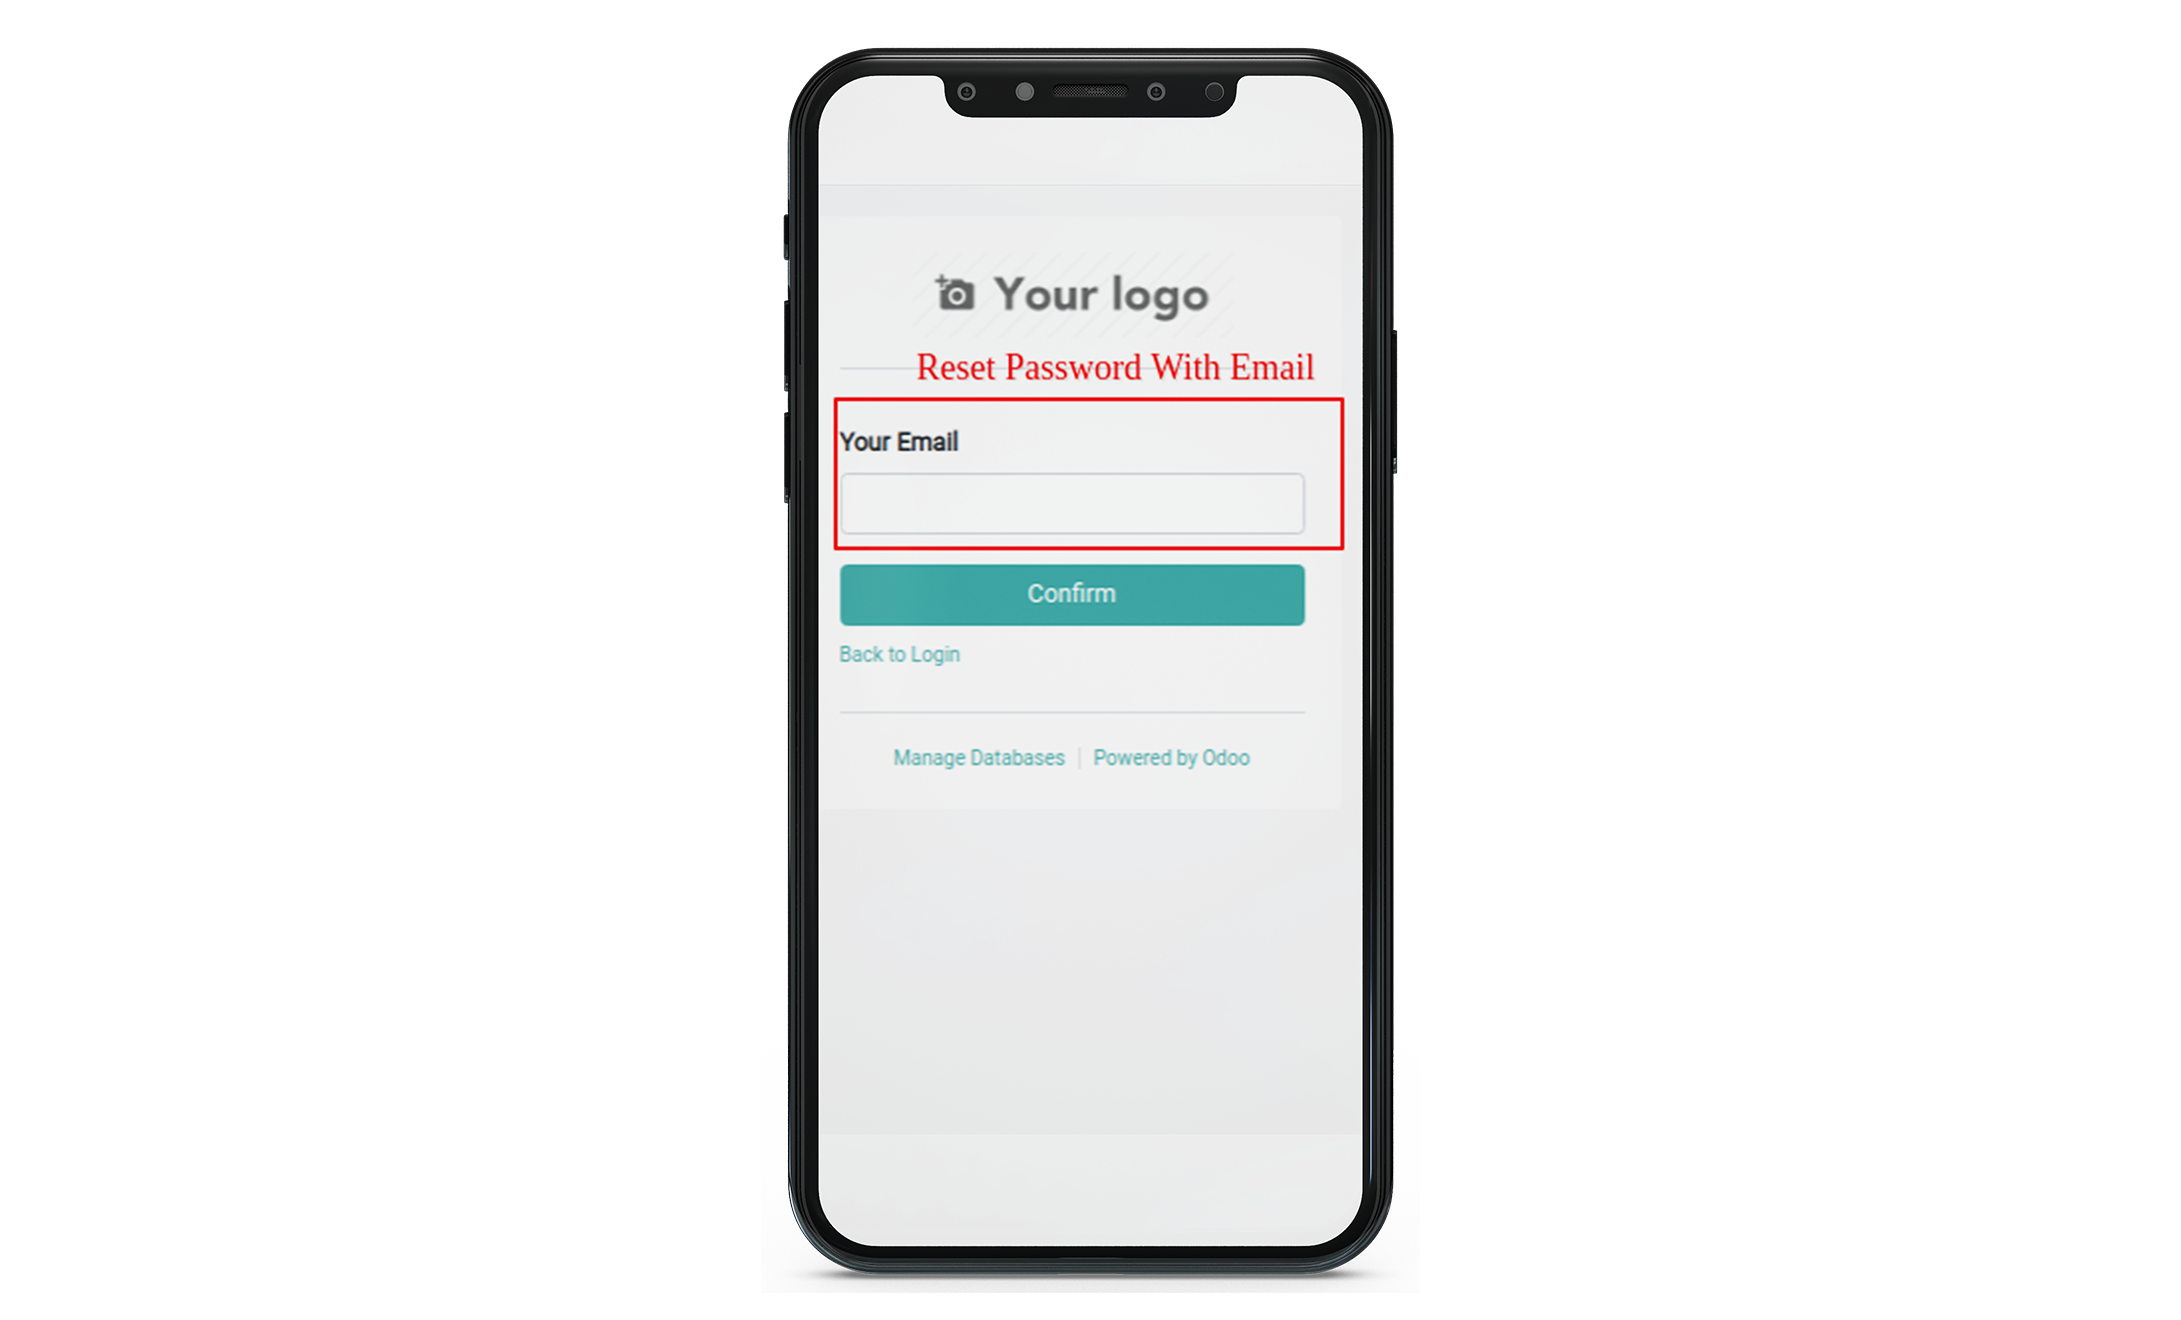 Your logo
Reset Password With Email
Your Email
Confirm
Back to Login
Manage Databases | Powered by Odoo